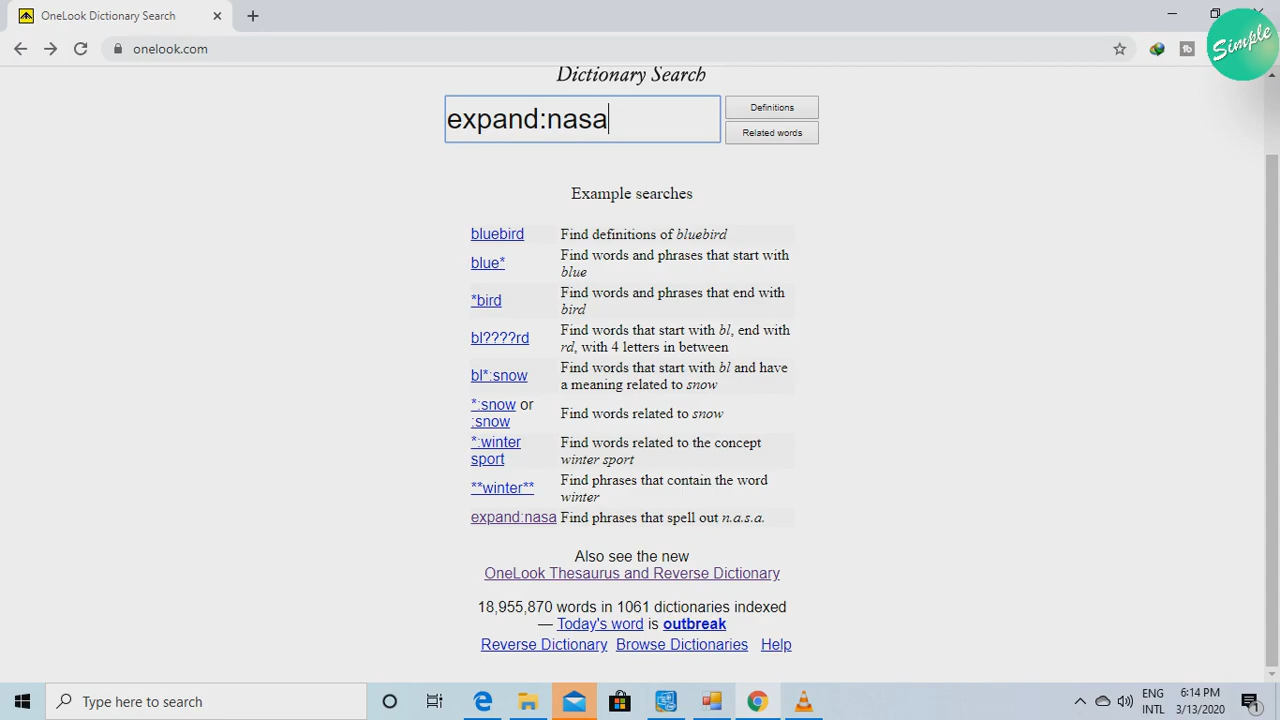 OneLook Dictionary Search
onelook.com
Simple
Dictionary Search
expand:nasa
Definitions
Related words
Example searches
bluebird Find definitions of bluebird
blue* Find words and phrases that start with
blue
*bird Find words and phrases that end with
bird
bl????rd Find words that start with bl, end with
rd, with 4 letters in between
bl*:snow Find words that start with bl and have
a meaning related to snow
*:snow or
:snow Find words related to snow
*:winter
sport Find words related to the concept
winter sport
**winter** Find phrases that contain the word
winter
expand:nasa Find phrases that spell out n.a.s.a.
Also see the new
OneLook Thesaurus and Reverse Dictionary
18,955,870 words in 1061 dictionaries indexed
— Today's word is outbreak
Reverse Dictionary Browse Dictionaries Help
Type here to search
ENG
INTL
6:14 PM
3/13/2020
1